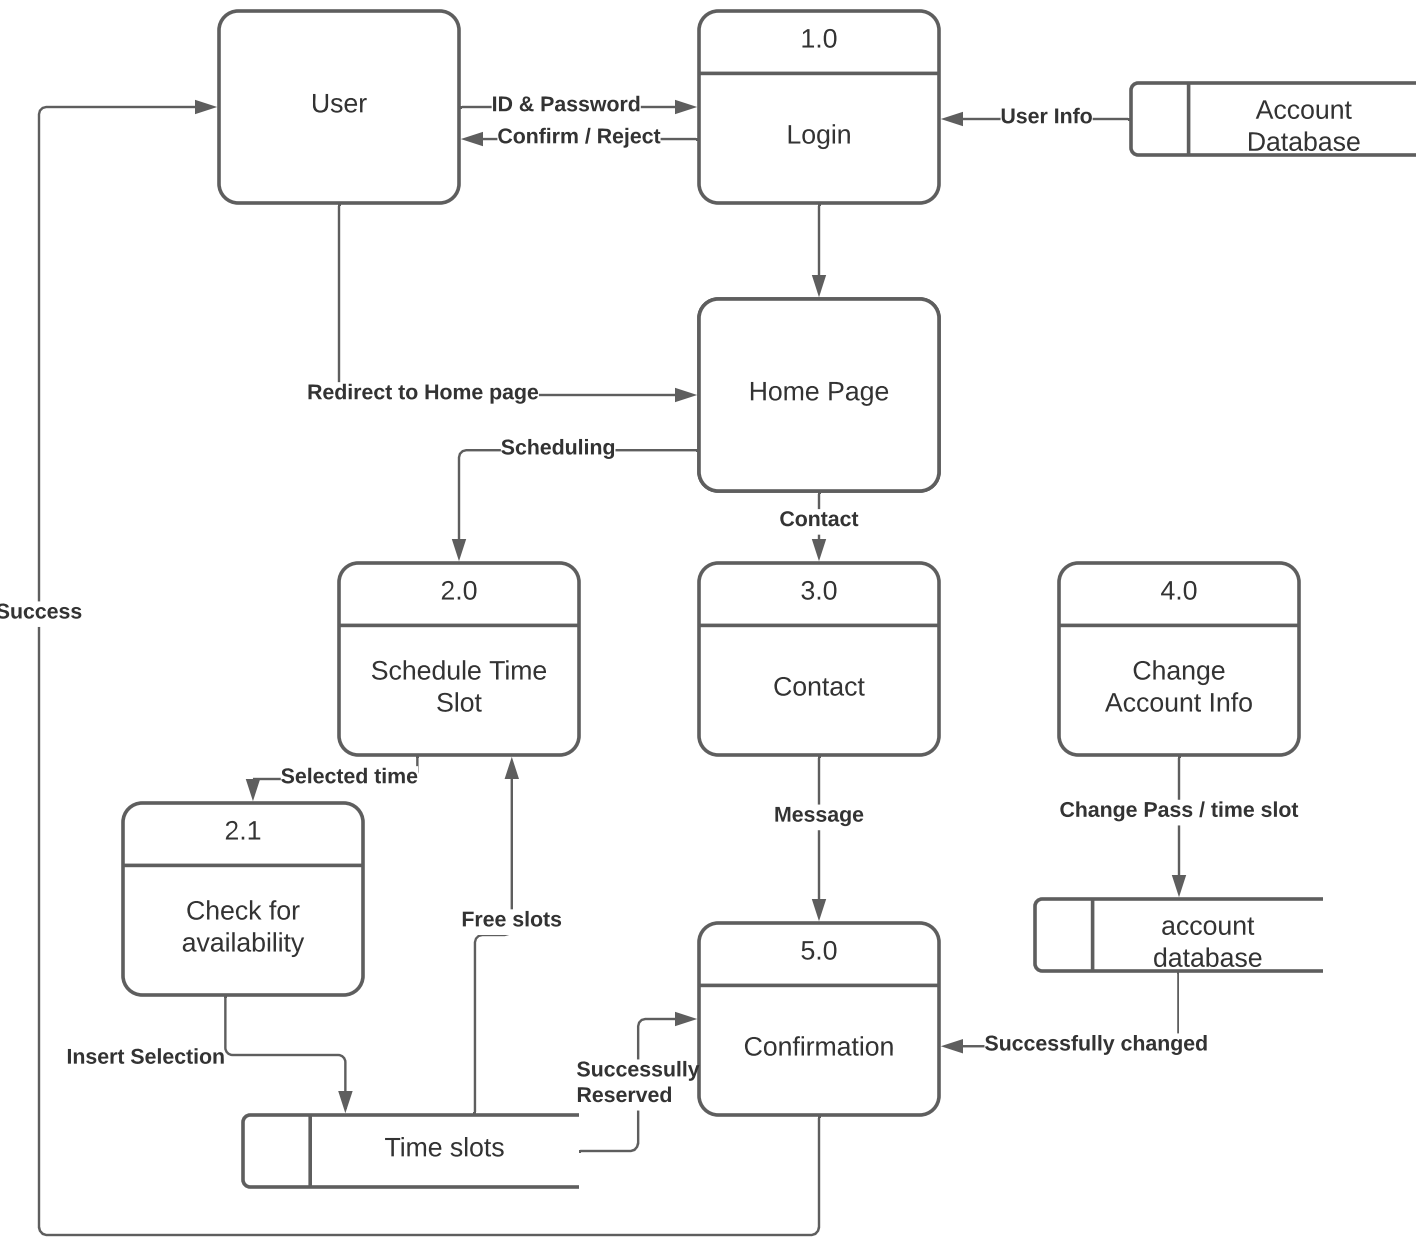 User
1.0
Login
ID & Password
Confirm / Reject
User Info
Account
Database
Home Page
Redirect to Home page
Scheduling
Contact
Success
2.0
Schedule Time
Slot
3.0
Contact
4.0
Change
Account Info
Selected time
2.1
Check for
availability
Message
Change Pass / time slot
Free slots
account
database
5.0
Confirmation
Successfully changed
Insert Selection
Successully
Reserved
Time slots